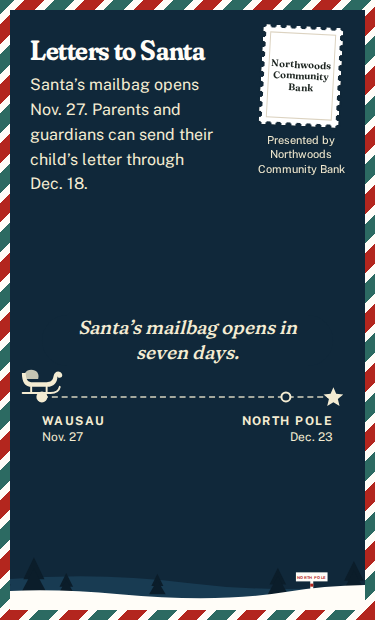 Letters to Santa
Santa’s mailbag opens
Nov. 27. Parents and
guardians can send their
child’s letter through
Dec. 18.
Northwoods
Community
Bank
Presented by
Northwoods
Community Bank
Santa’s mailbag opens in
seven days.
WAUSAU
Nov. 27
NORTH POLE
Dec. 23
NORTH POLE